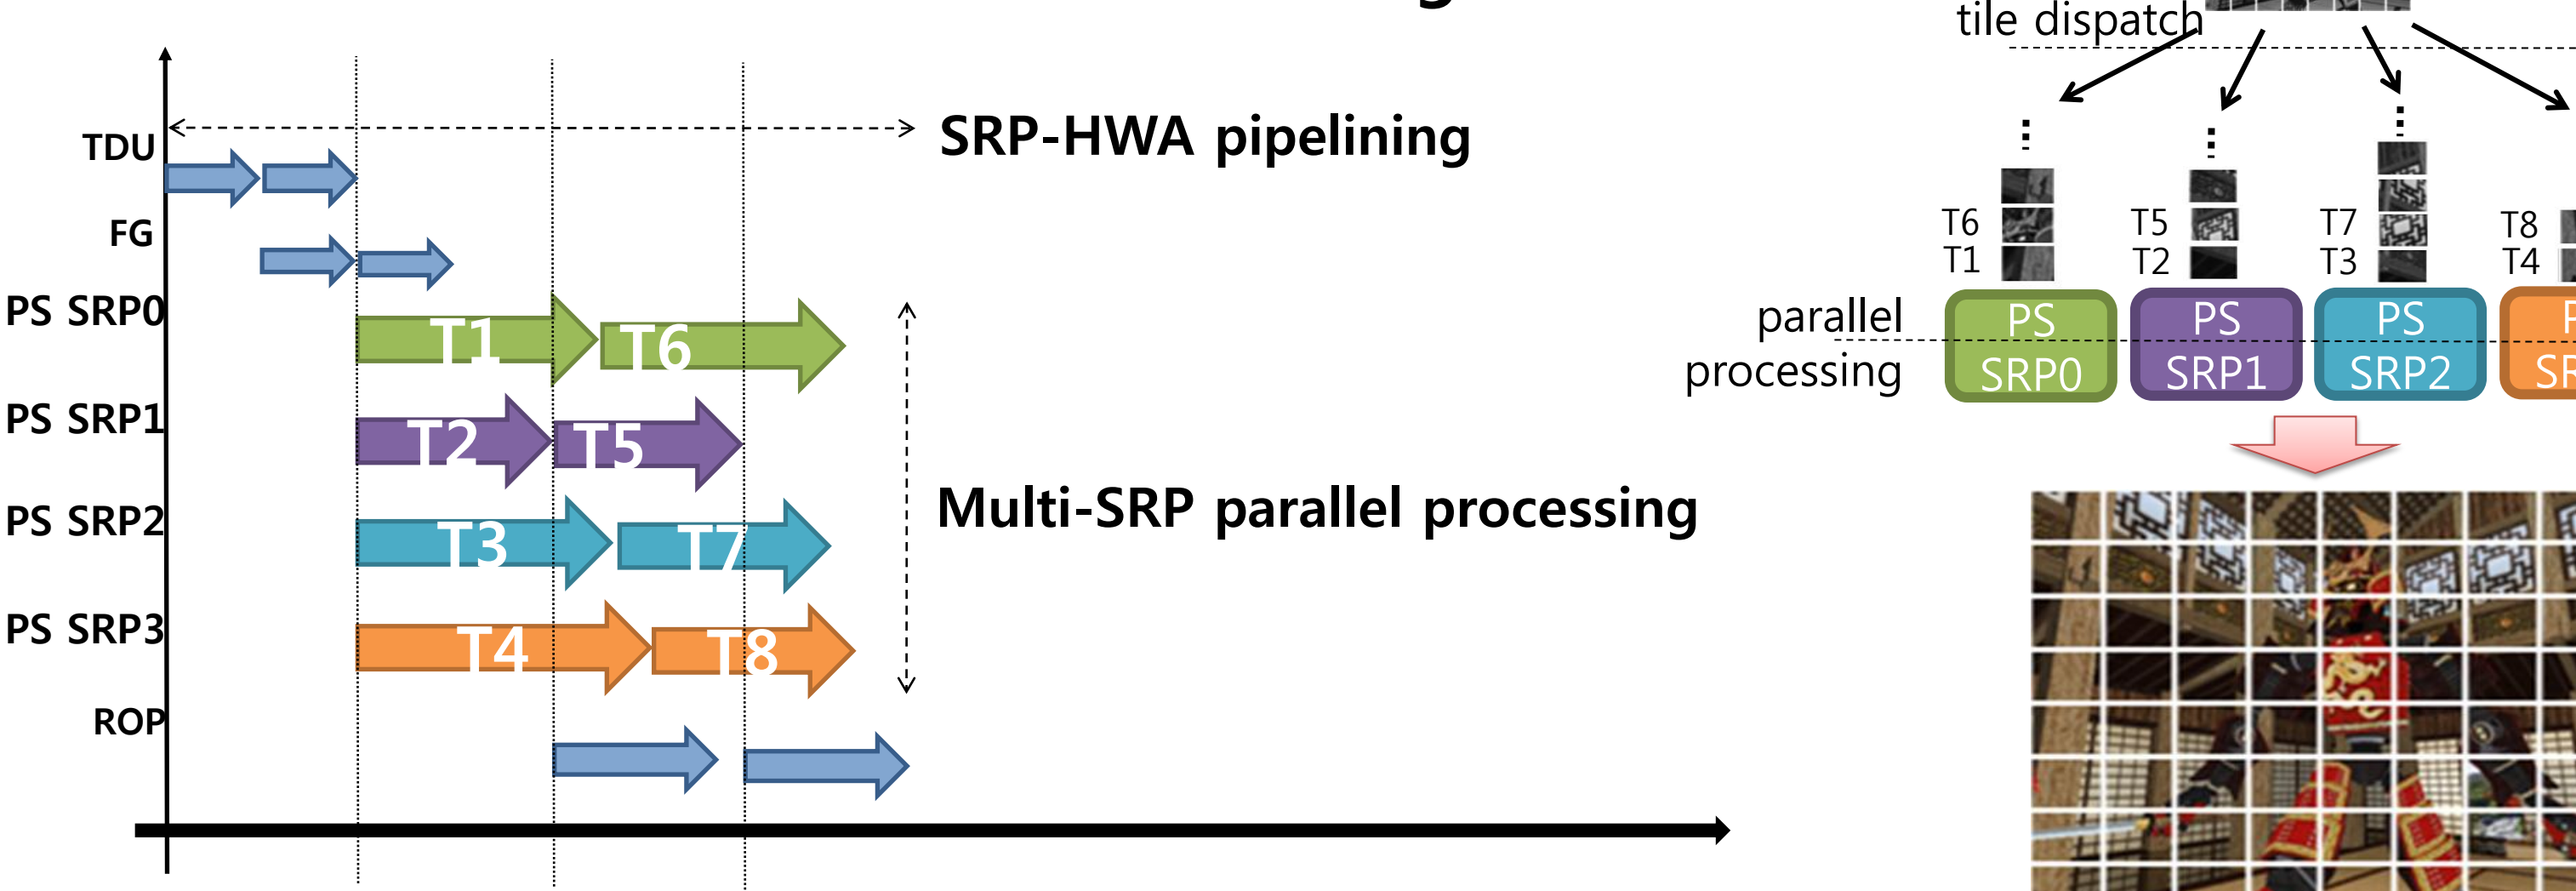 tile dispatch
SRP-HWA pipelining
TDU
FG
PS SRP0
T1
T6
PS SRP1
T2
T5
PS SRP2
T3
T7
PS SRP3
T4
T8
ROP
Multi-SRP parallel processing
T6
T1
T5
T2
T7
T3
T8
T4
parallel
processing
PS
SRP0
PS
SRP1
PS
SRP2